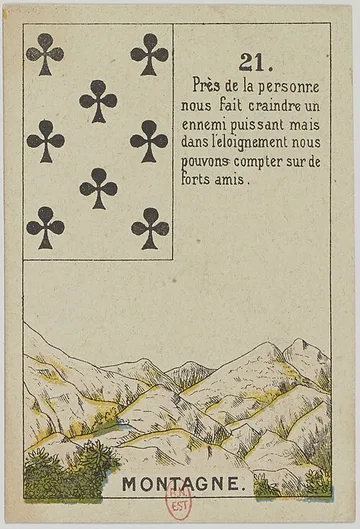 21.
Près de la personne
nous fait craindre un
ennemi puissant mais
dans l'éloignement nous
pouvons compter sur de
forts amis.
MONTAGNE.
B.N.
EST